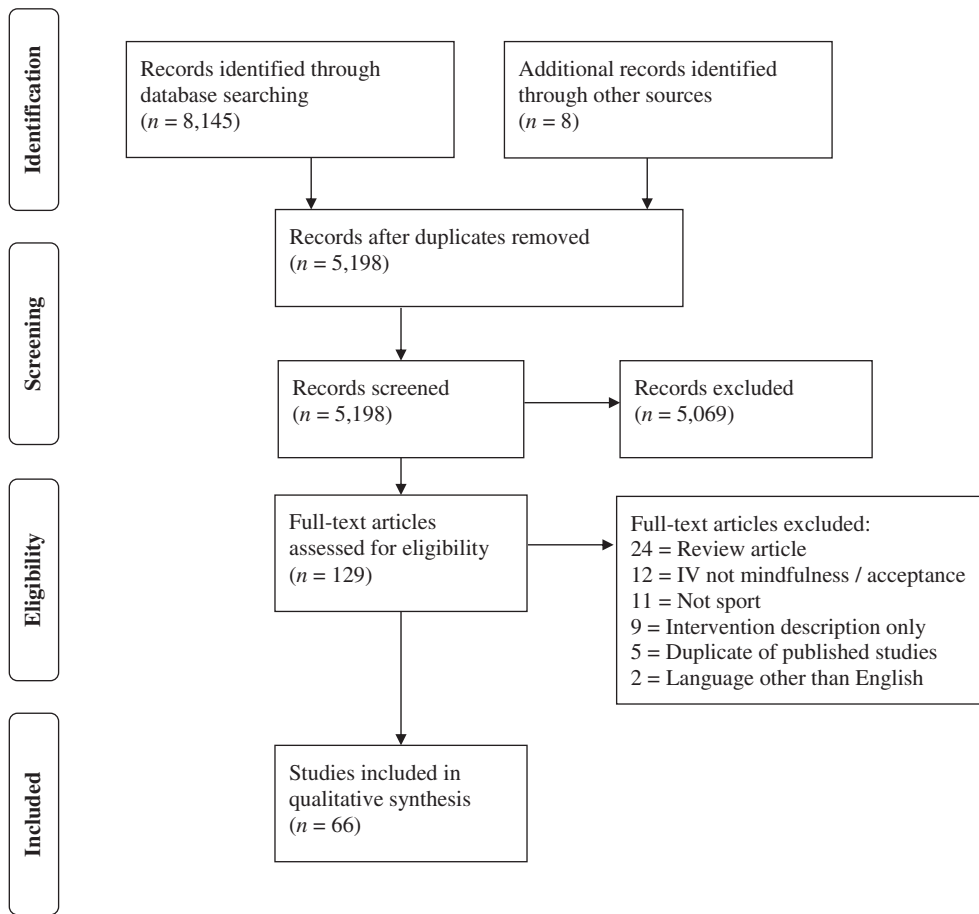 Identification
Records identified through
database searching
(n = 8,145)
Additional records identified
through other sources
(n = 8)
Records after duplicates removed
(n = 5,198)
Screening
Records screened
(n = 5,198)
Records excluded
(n = 5,069)
Eligibility
Full-text articles
assessed for eligibility
(n = 129)
Full-text articles excluded:
24 = Review article
12 = IV not mindfulness / acceptance
11 = Not sport
9 = Intervention description only
5 = Duplicate of published studies
2 = Language other than English
Included
Studies included in
qualitative synthesis
(n = 66)